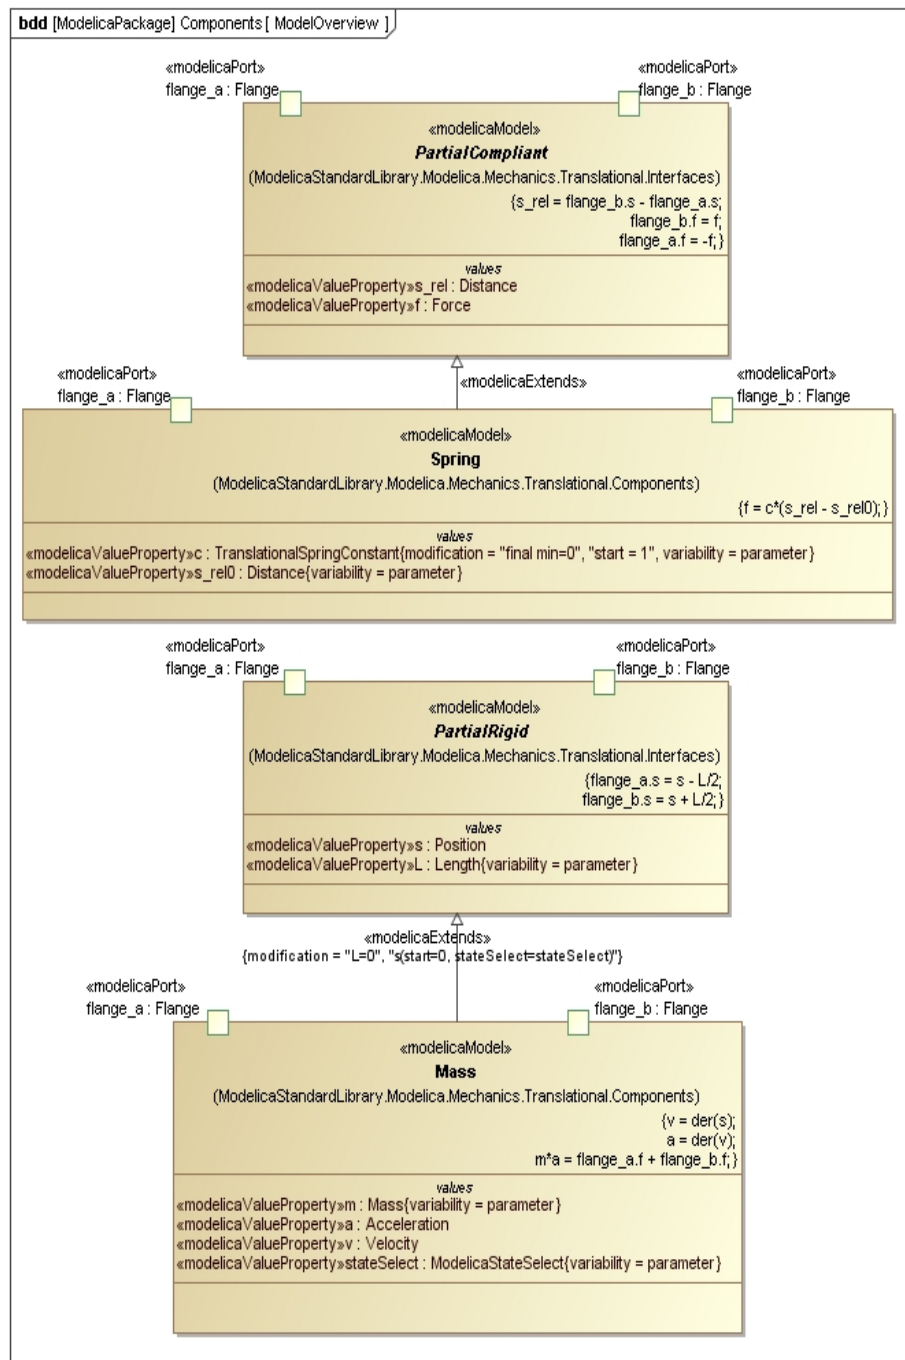 bdd [ModelicaPackage] Components [ ModelOverview ]
«modelicaPort»
flange_a : Flange
«modelicaPort»
flange_b : Flange
«modelicaModel»
PartialCompliant
(ModelicaStandardLibrary.Modelica.Mechanics.Translational.Interfaces)
{s_rel = flange_b.s - flange_a.s;
flange_b.f = f;
flange_a.f = -f;}
values
«modelicaValueProperty»s_rel : Distance
«modelicaValueProperty»f : Force
«modelicaExtends»
«modelicaPort»
flange_a : Flange
«modelicaPort»
flange_b : Flange
«modelicaModel»
Spring
(ModelicaStandardLibrary.Modelica.Mechanics.Translational.Components)
{f = c*(s_rel - s_rel0);}
values
«modelicaValueProperty»c : TranslationalSpringConstant{modification = "final min=0", "start = 1", variability = parameter}
«modelicaValueProperty»s_rel0 : Distance{variability = parameter}
«modelicaPort»
flange_a : Flange
«modelicaPort»
flange_b : Flange
«modelicaModel»
PartialRigid
(ModelicaStandardLibrary.Modelica.Mechanics.Translational.Interfaces)
{flange_a.s = s - L/2;
flange_b.s = s + L/2;}
values
«modelicaValueProperty»s : Position
«modelicaValueProperty»L : Length{variability = parameter}
«modelicaExtends»
{modification = "L=0", "s(start=0, stateSelect=stateSelect)"}
«modelicaPort»
flange_a : Flange
«modelicaPort»
flange_b : Flange
«modelicaModel»
Mass
(ModelicaStandardLibrary.Modelica.Mechanics.Translational.Components)
{v = der(s);
a = der(v);
m*a = flange_a.f + flange_b.f;}
values
«modelicaValueProperty»m : Mass{variability = parameter}
«modelicaValueProperty»a : Acceleration
«modelicaValueProperty»v : Velocity
«modelicaValueProperty»stateSelect : ModelicaStateSelect{variability = parameter}